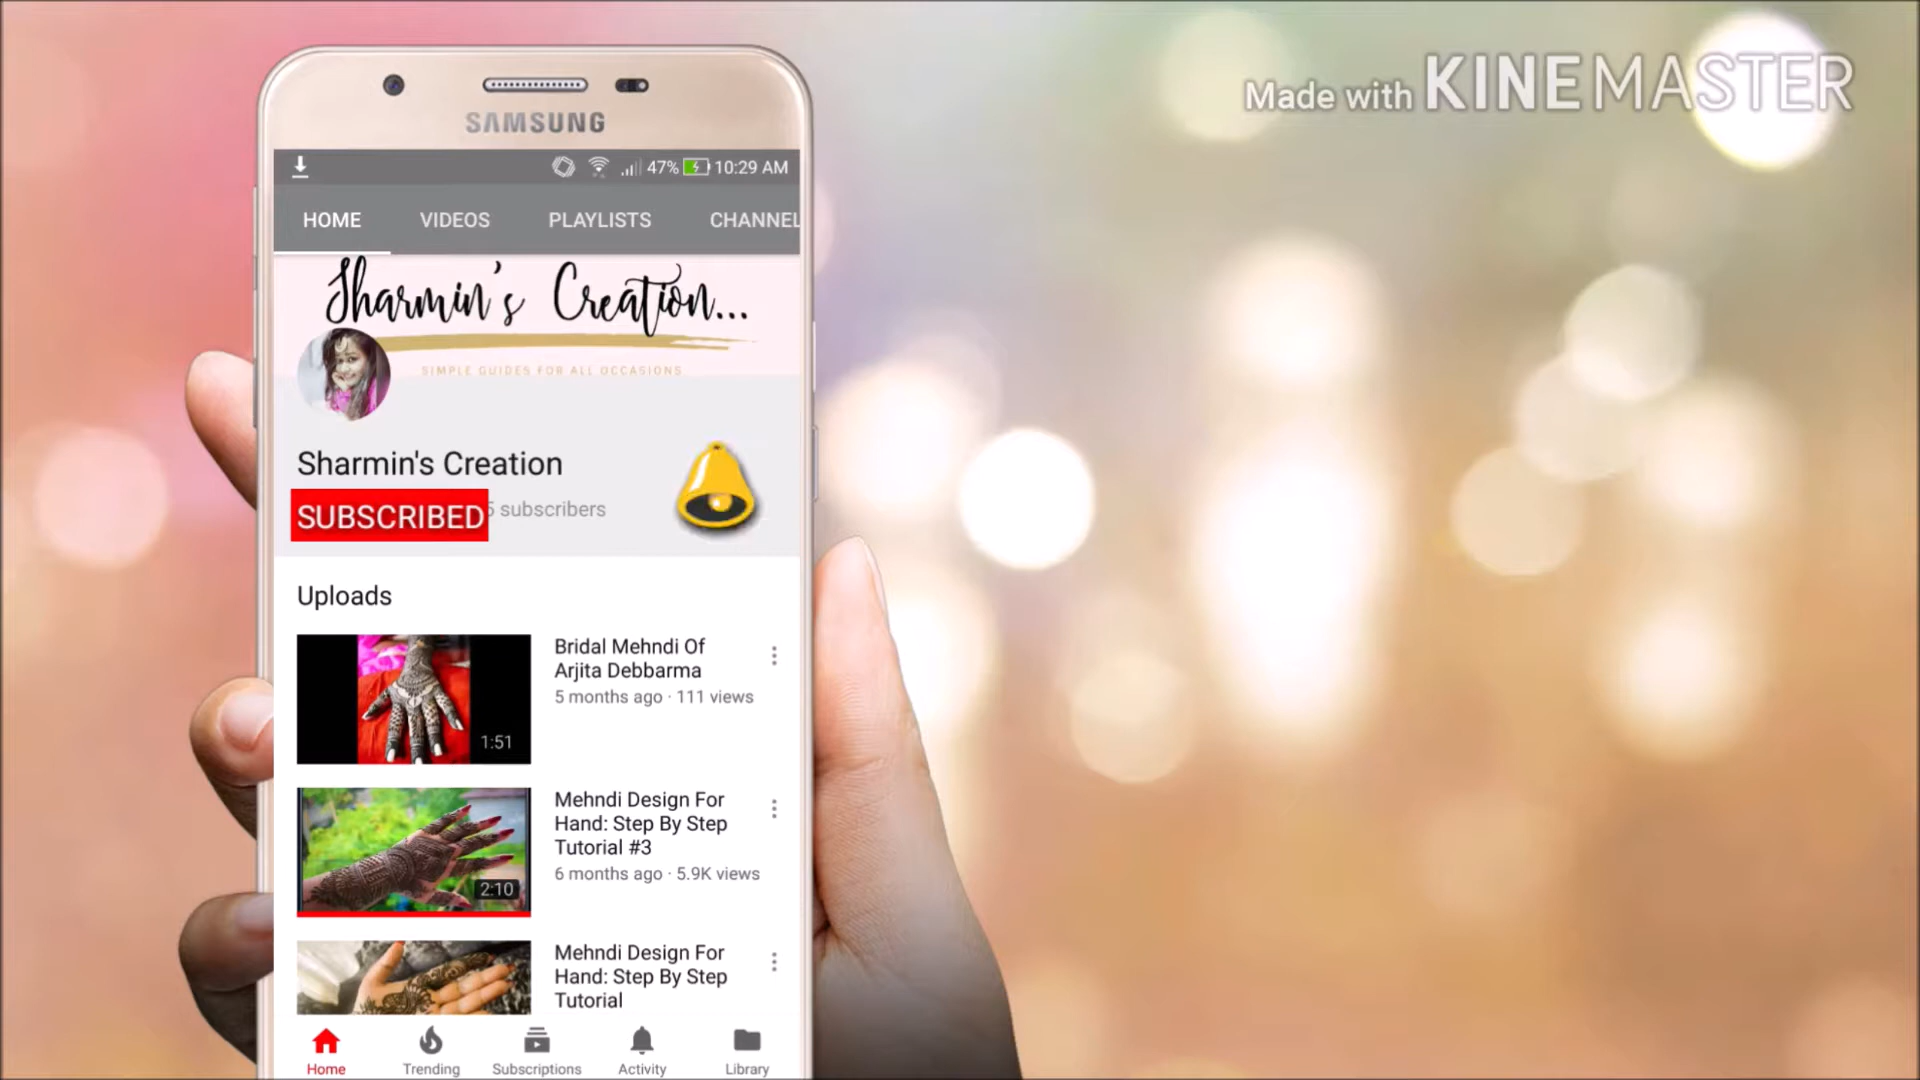 Made with KINEMASTER
SAMSUNG
47% 10:29 AM
HOME VIDEOS PLAYLISTS CHANNEL
Sharmin's Creation...
SIMPLE GUIDES FOR ALL OCCASIONS
Sharmin's Creation
SUBSCRIBED 5 subscribers
Uploads
Bridal Mehndi Of
Arjita Debbarma
5 months ago · 111 views
1:51
Mehndi Design For
Hand: Step By Step
Tutorial #3
6 months ago · 5.9K views
2:10
Mehndi Design For
Hand: Step By Step
Tutorial
Home Trending Subscriptions Activity Library